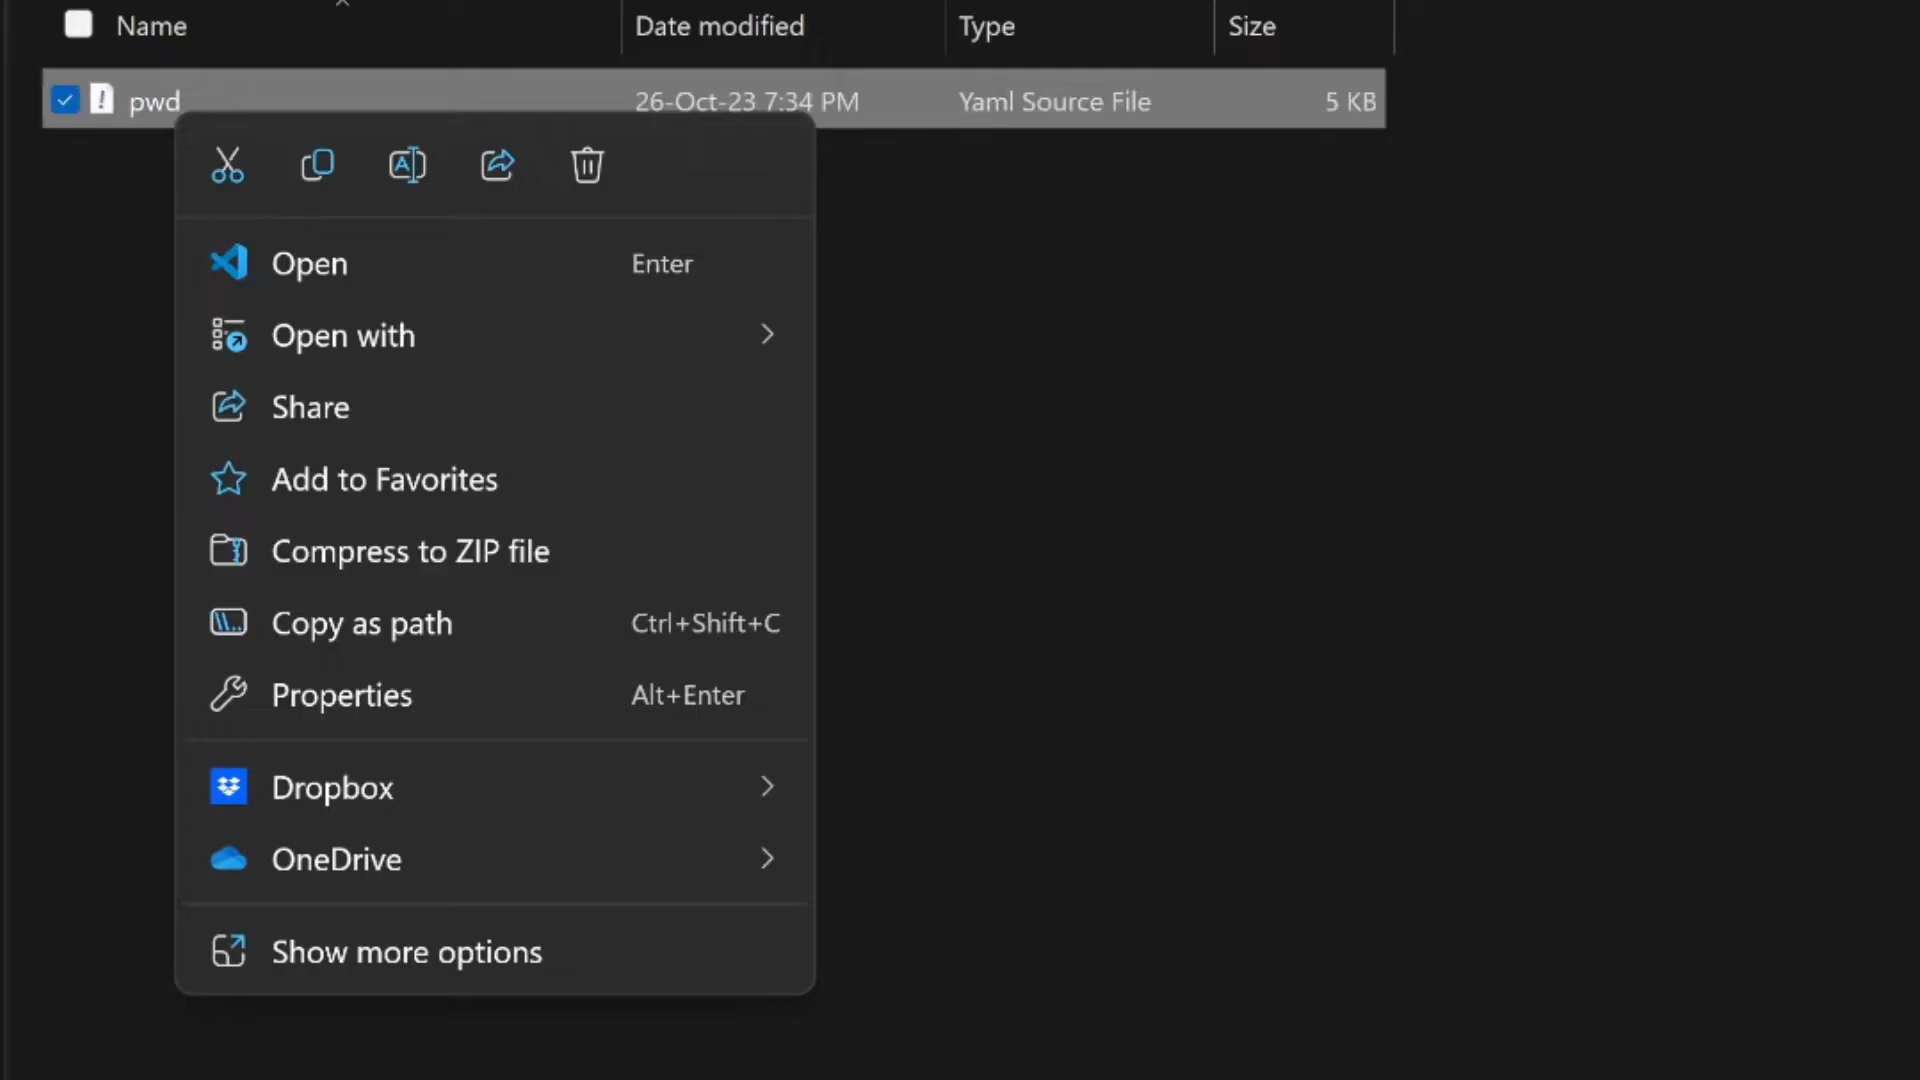 Name Date modified Type Size
pwd 26-Oct-23 7:34 PM Yaml Source File 5 KB
Open Enter
Open with
Share
Add to Favorites
Compress to ZIP file
Copy as path Ctrl+Shift+C
Properties Alt+Enter
Dropbox
OneDrive
Show more options